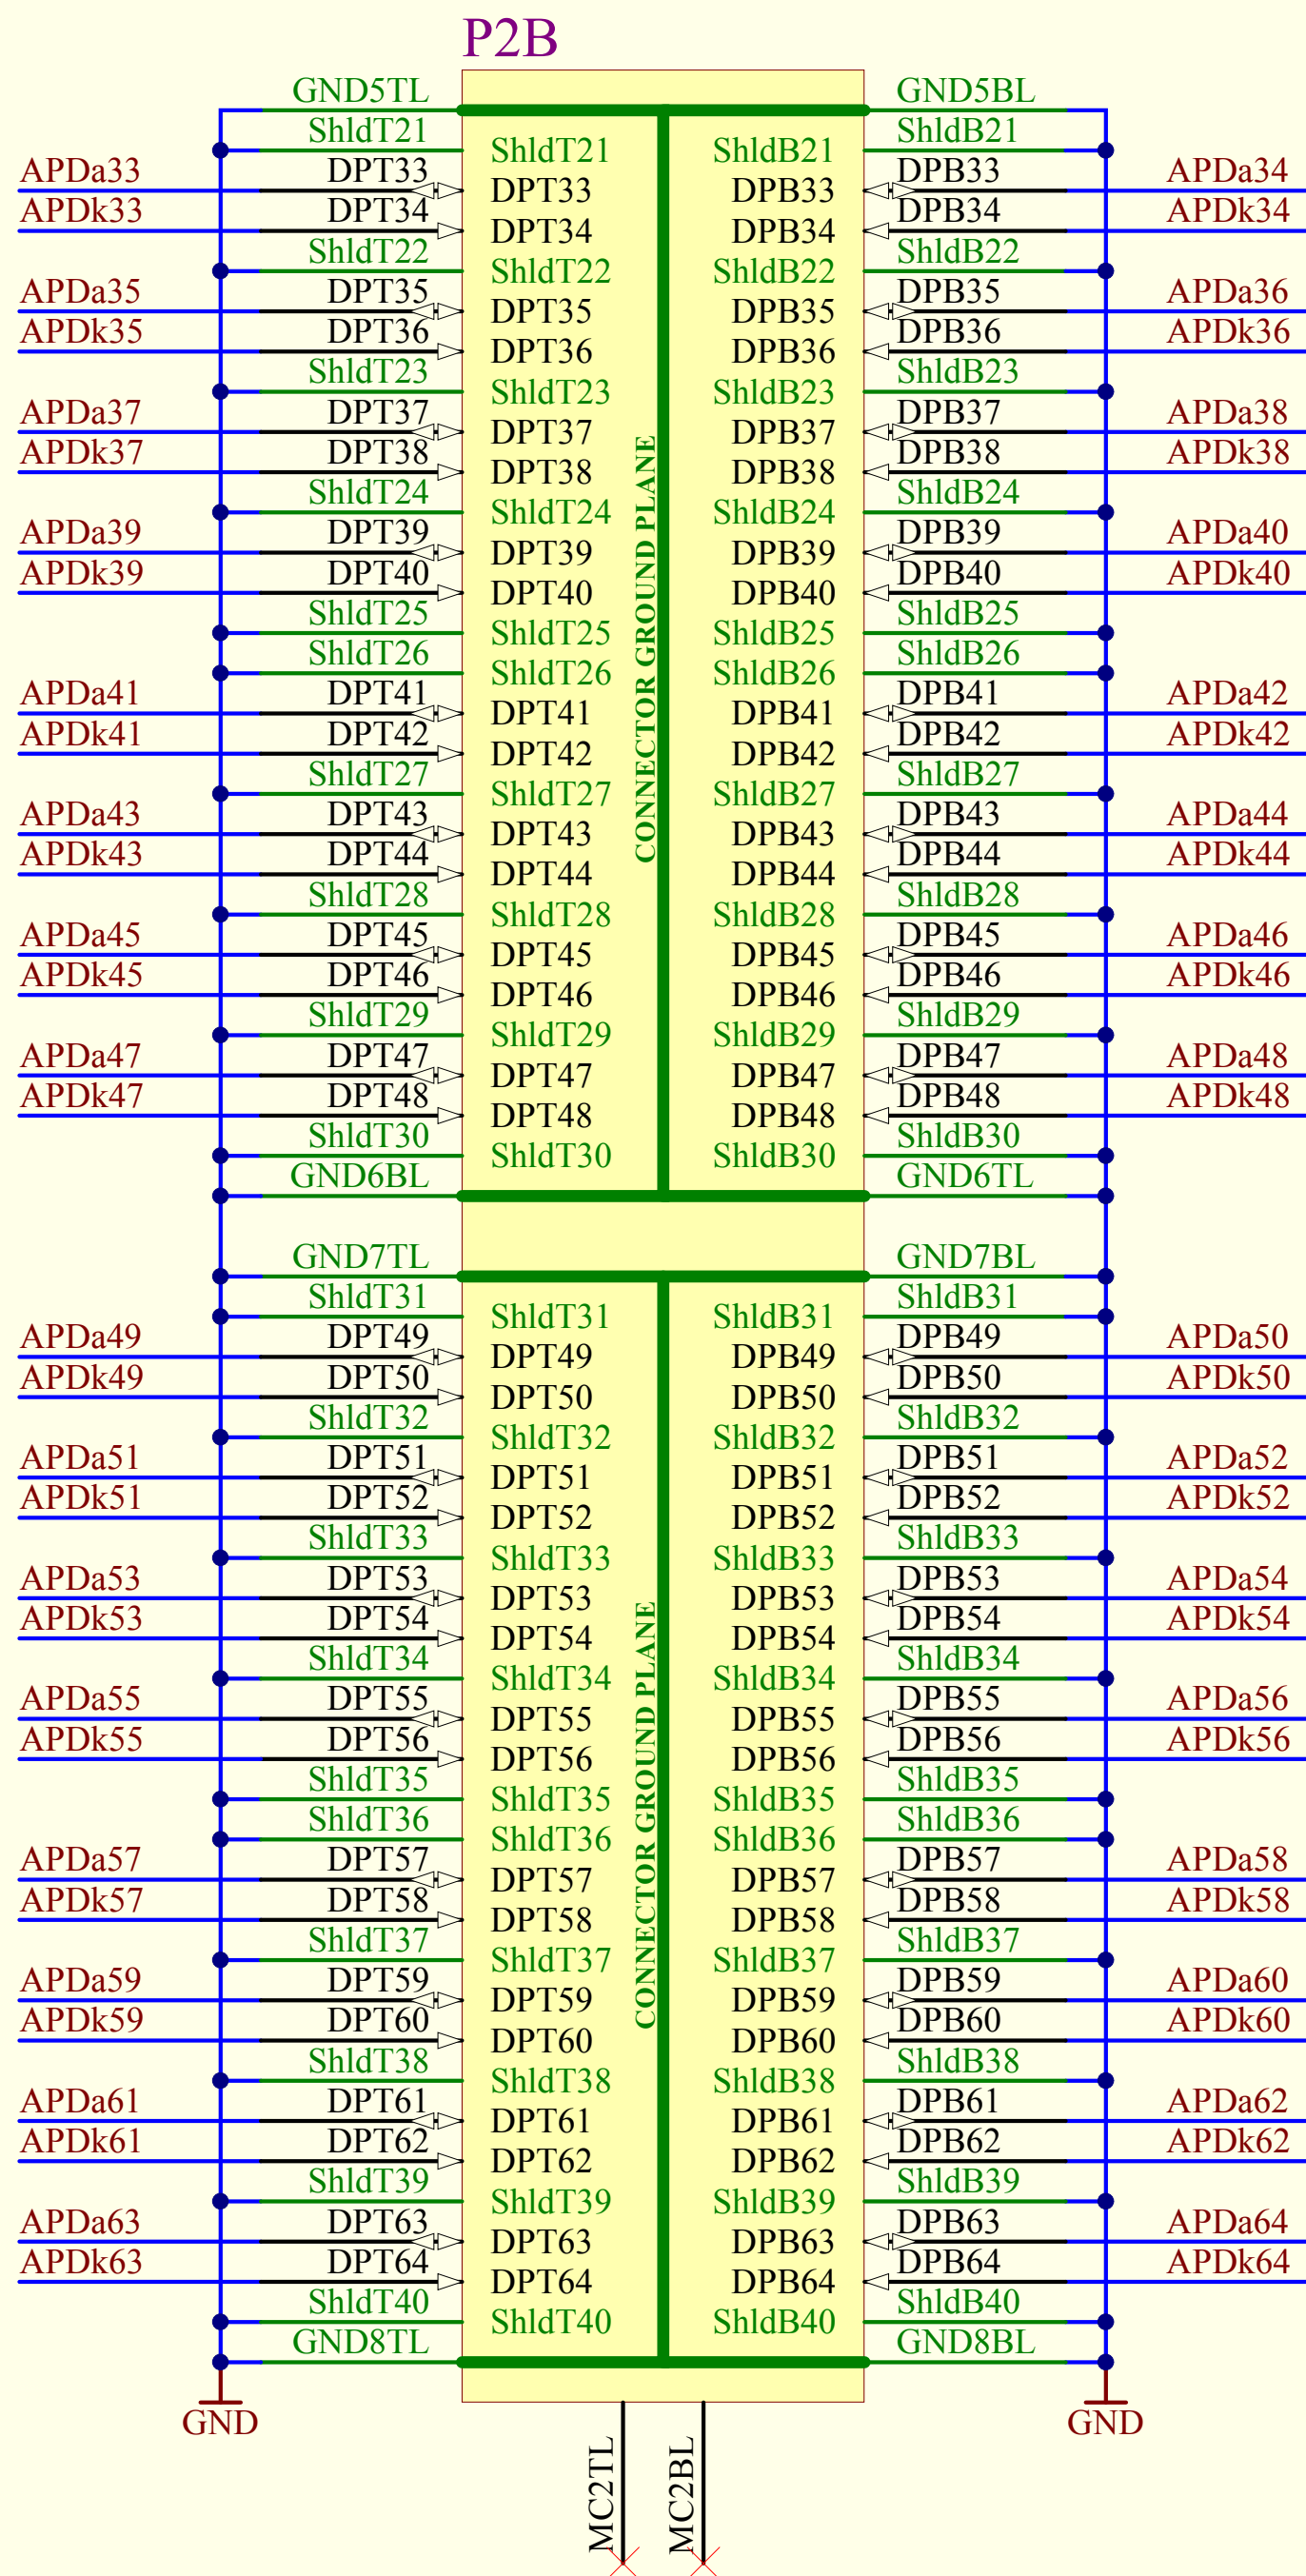 P2B
GND5TL GND5BL
ShldT21 ShldB21
ShldT21 ShldB21
APDa33 DPT33 DPB33 APDa34
DPT33 DPB33
APDk33 DPT34 DPB34 APDk34
DPT34 DPB34
ShldT22 ShldB22
ShldT22 ShldB22
APDa35 DPT35 DPB35 APDa36
DPT35 DPB35
APDk35 DPT36 DPB36 APDk36
DPT36 DPB36
ShldT23 ShldB23
ShldT23 ShldB23
APDa37 DPT37 DPB37 APDa38
DPT37 DPB37
APDk37 DPT38 DPB38 APDk38
DPT38 DPB38
ShldT24 ShldB24
ShldT24 ShldB24
APDa39 DPT39 DPB39 APDa40
DPT39 DPB39
APDk39 DPT40 DPB40 APDk40
DPT40 DPB40
ShldT25 ShldB25
ShldT25 ShldB25
ShldT26 ShldB26
ShldT26 ShldB26
APDa41 DPT41 DPB41 APDa42
DPT41 DPB41
APDk41 DPT42 DPB42 APDk42
DPT42 DPB42
ShldT27 ShldB27
ShldT27 ShldB27
APDa43 DPT43 DPB43 APDa44
DPT43 DPB43
APDk43 DPT44 DPB44 APDk44
DPT44 DPB44
ShldT28 ShldB28
ShldT28 ShldB28
APDa45 DPT45 DPB45 APDa46
DPT45 DPB45
APDk45 DPT46 DPB46 APDk46
DPT46 DPB46
ShldT29 ShldB29
ShldT29 ShldB29
APDa47 DPT47 DPB47 APDa48
DPT47 DPB47
APDk47 DPT48 DPB48 APDk48
DPT48 DPB48
ShldT30 ShldB30
ShldT30 ShldB30
GND6BL GND6TL
CONNECTOR GROUND PLANE
GND7TL GND7BL
ShldT31 ShldB31
ShldT31 ShldB31
APDa49 DPT49 DPB49 APDa50
DPT49 DPB49
APDk49 DPT50 DPB50 APDk50
DPT50 DPB50
ShldT32 ShldB32
ShldT32 ShldB32
APDa51 DPT51 DPB51 APDa52
DPT51 DPB51
APDk51 DPT52 DPB52 APDk52
DPT52 DPB52
ShldT33 ShldB33
ShldT33 ShldB33
APDa53 DPT53 DPB53 APDa54
DPT53 DPB53
APDk53 DPT54 DPB54 APDk54
DPT54 DPB54
ShldT34 ShldB34
ShldT34 ShldB34
APDa55 DPT55 DPB55 APDa56
DPT55 DPB55
APDk55 DPT56 DPB56 APDk56
DPT56 DPB56
ShldT35 ShldB35
ShldT35 ShldB35
ShldT36 ShldB36
ShldT36 ShldB36
APDa57 DPT57 DPB57 APDa58
DPT57 DPB57
APDk57 DPT58 DPB58 APDk58
DPT58 DPB58
ShldT37 ShldB37
ShldT37 ShldB37
APDa59 DPT59 DPB59 APDa60
DPT59 DPB59
APDk59 DPT60 DPB60 APDk60
DPT60 DPB60
ShldT38 ShldB38
ShldT38 ShldB38
APDa61 DPT61 DPB61 APDa62
DPT61 DPB61
APDk61 DPT62 DPB62 APDk62
DPT62 DPB62
ShldT39 ShldB39
ShldT39 ShldB39
APDa63 DPT63 DPB63 APDa64
DPT63 DPB63
APDk63 DPT64 DPB64 APDk64
DPT64 DPB64
ShldT40 ShldB40
ShldT40 ShldB40
GND8TL GND8BL
CONNECTOR GROUND PLANE
GND GND
MC2TL MC2BL